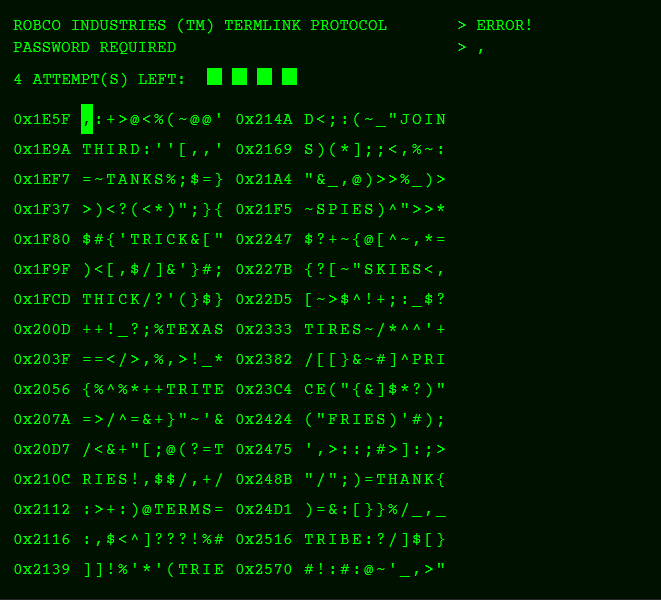 ROBCO INDUSTRIES (TM) TERMLINK PROTOCOL > ERROR!
PASSWORD REQUIRED > ,
4 ATTEMPT(S) LEFT:
0x1E5F ,:+>@<%(~@@' 0x214A D<;:(~_"JOIN
0x1E9A THIRD:''[,,' 0x2169 S)(*];;<,%~:
0x1EF7 =~TANKS%;$=} 0x21A4 "&_,@)>>%_)>
0x1F37 >)<?(<*)";}{ 0x21F5 ~SPIES)^">>*
0x1F80 $#{'TRICK&[" 0x2247 $?+~{@[^~,*=
0x1F9F )<[,$/]&'}#; 0x227B {?[~"SKIES<,
0x1FCD THICK/?'(}$} 0x22D5 [~>$^!+;:_$?
0x200D ++!_?;%TEXAS 0x2333 TIRES~/*^^'+
0x203F ==</>,%,>!_* 0x2382 /[[}&~#]^PRI
0x2056 {%^%*++TRITE 0x23C4 CE("{&]$*?)"
0x207A =>/^=&+}"~'& 0x2424 ("FRIES)'#);
0x20D7 /<&+"[;@(?=T 0x2475 ',>::;#>]:;>
0x210C RIES!,$$/,+/ 0x248B "/";)=THANK{
0x2112 :>+:)@TERMS= 0x24D1 )=&:[}}%/_,_
0x2116 :,$<^]???!%# 0x2516 TRIBE:?/]$[}
0x2139 ]]!%'*'(TRIE 0x2570 #!:#:@~'_,>"